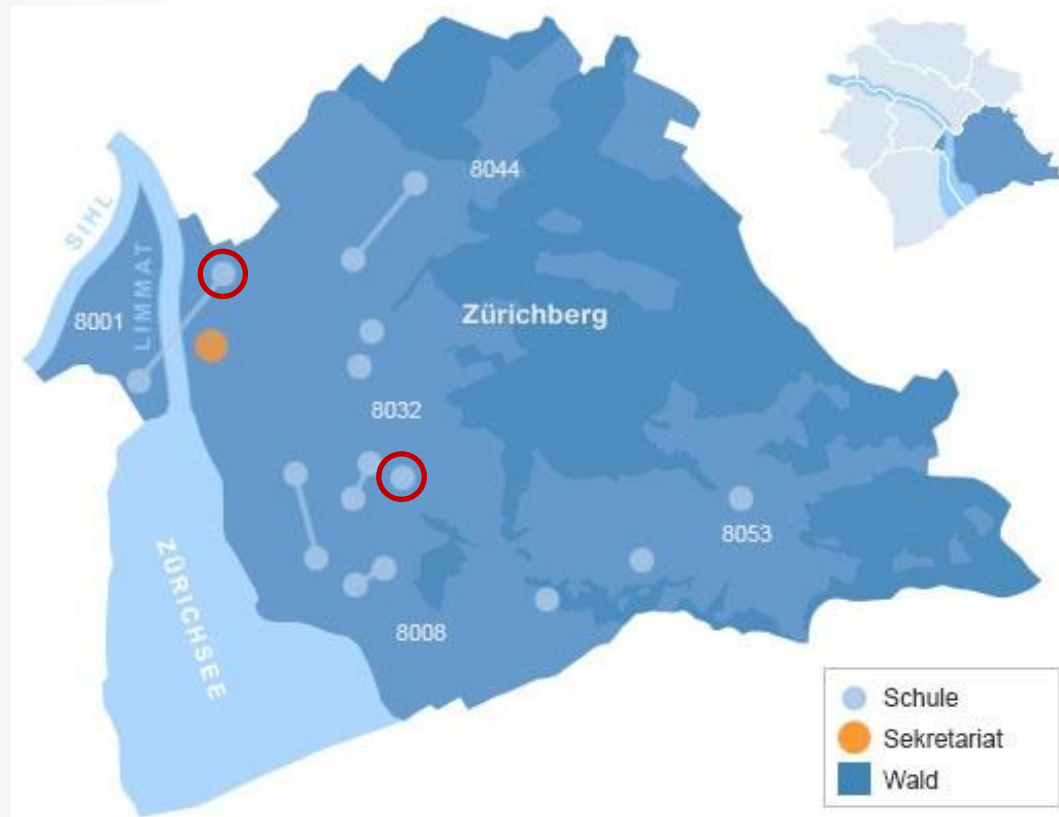 8044
SIHL
LIMMAT
8001
Zürichberg
8032
8053
ZÜRICHSEE
8008
Schule
Sekretariat
Wald